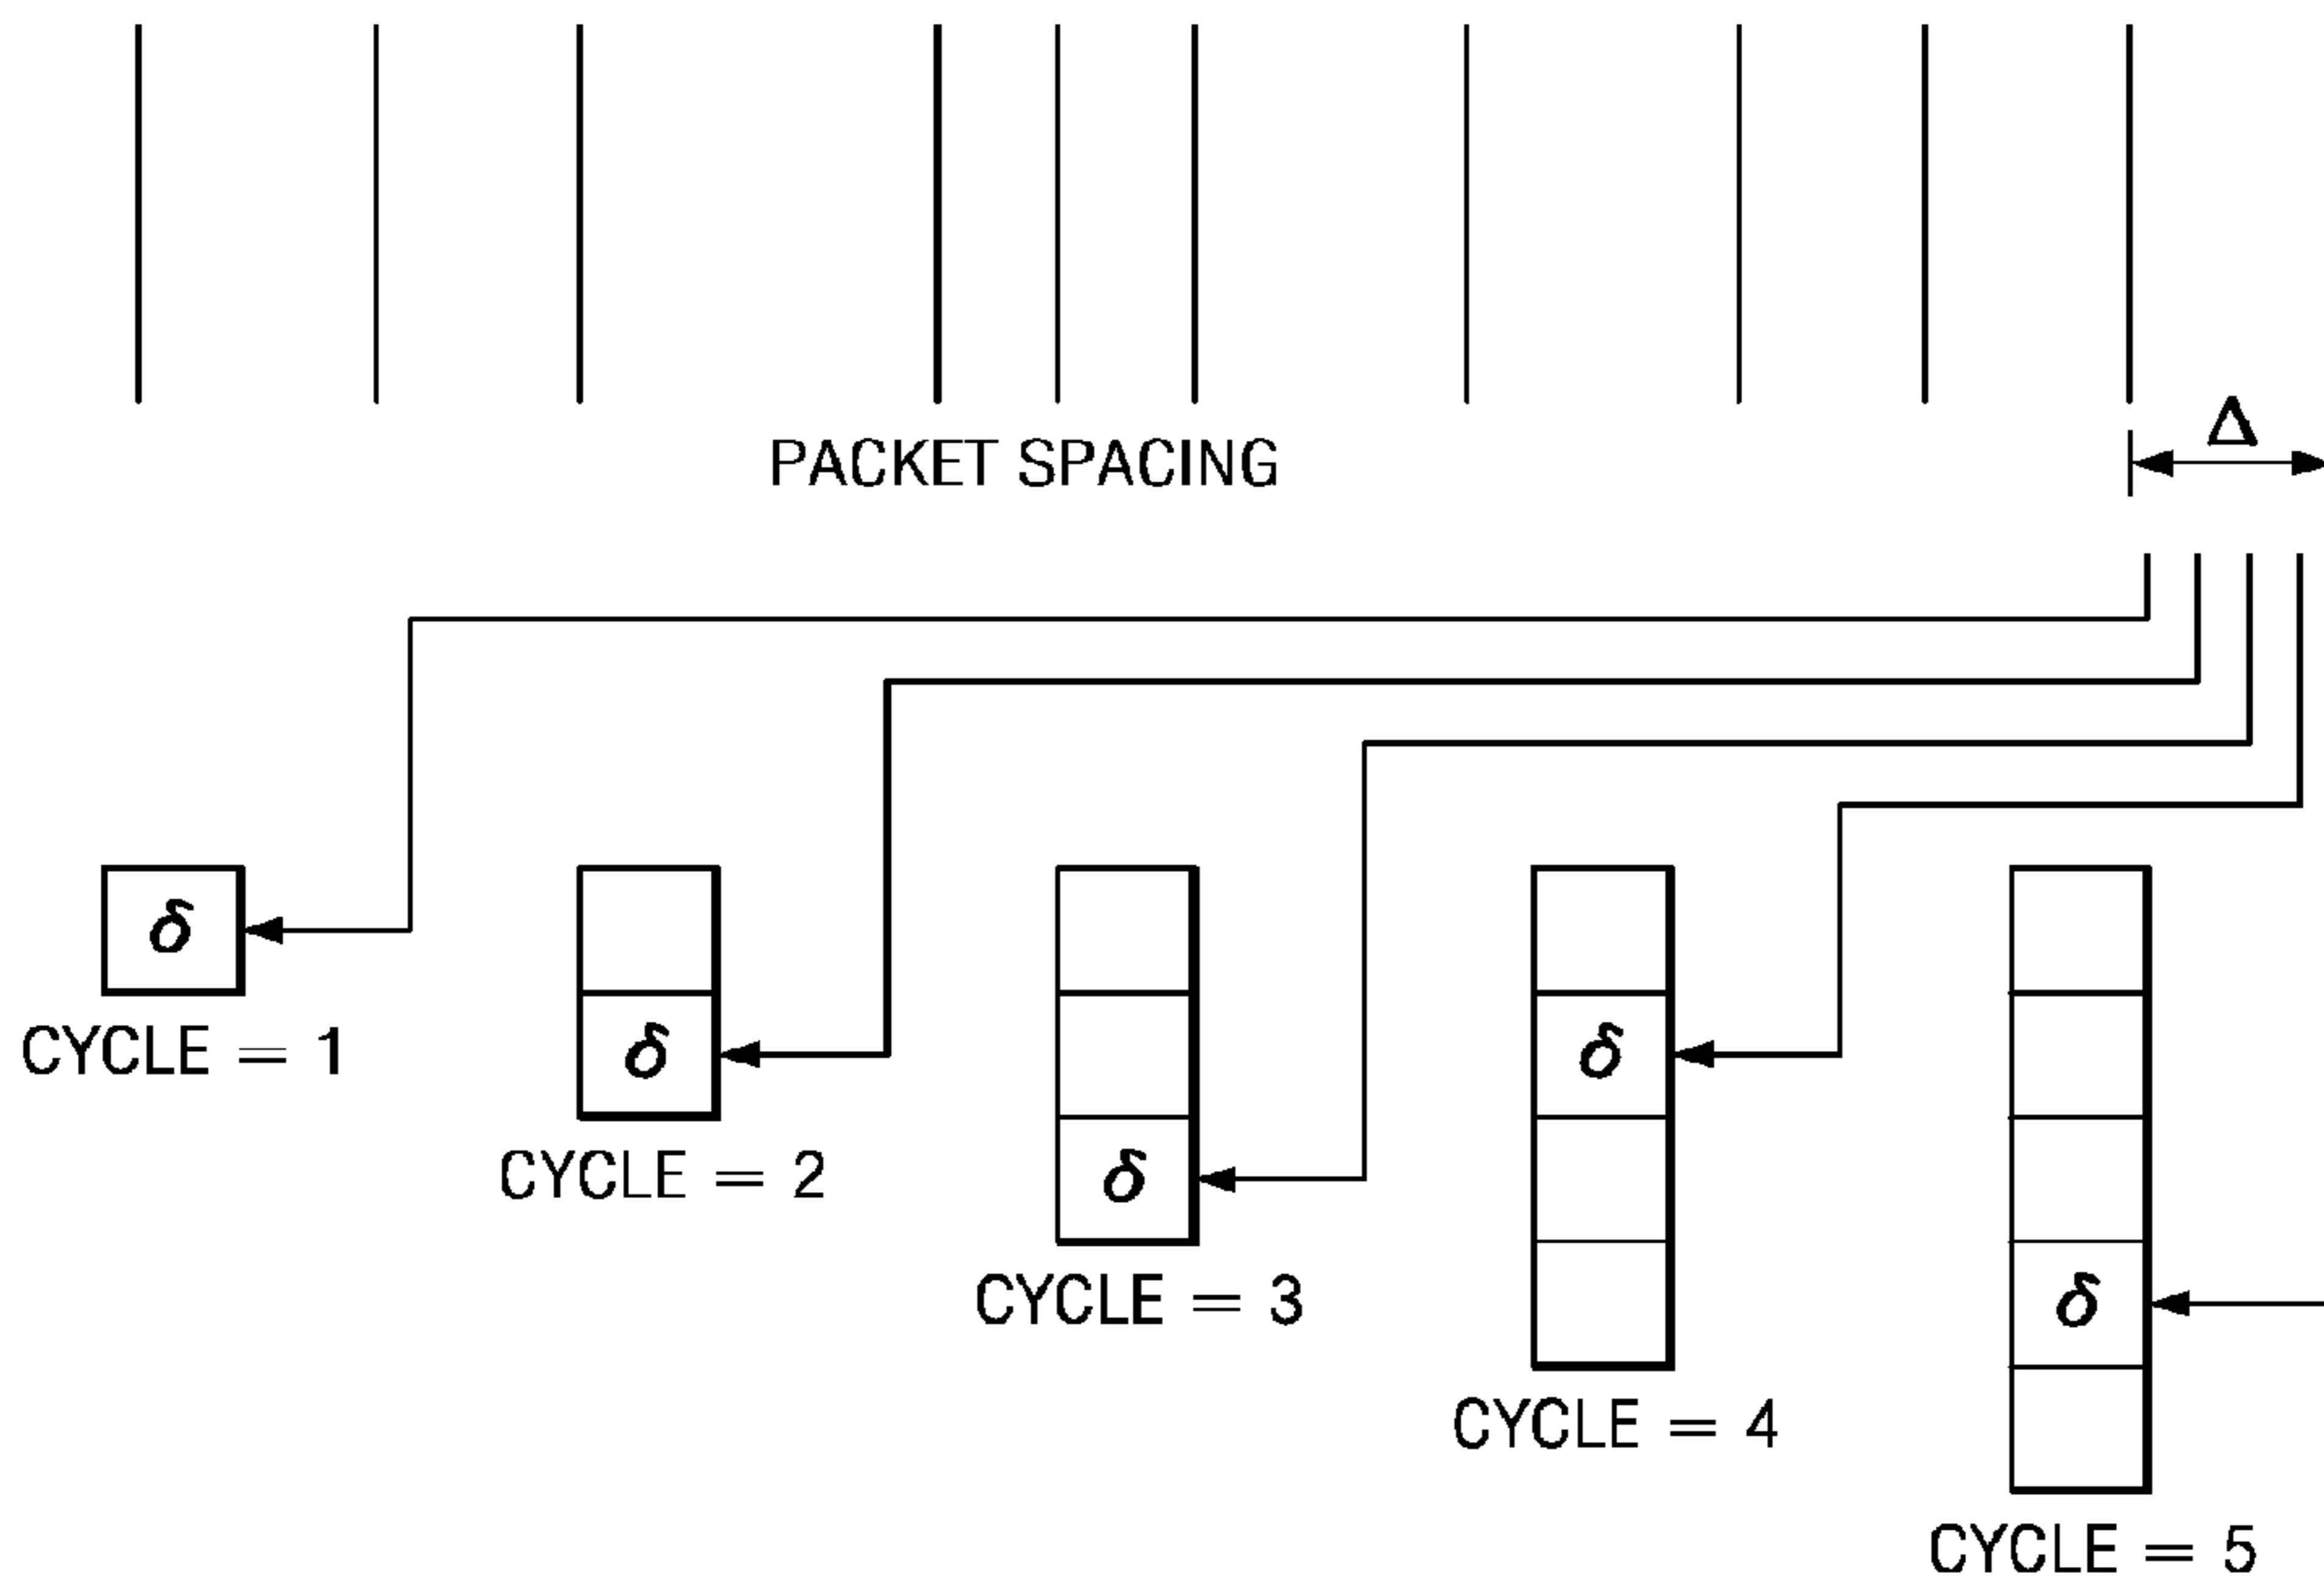 PACKET SPACING
Δ
δ
CYCLE = 1
δ
CYCLE = 2
δ
CYCLE = 3
δ
CYCLE = 4
δ
CYCLE = 5